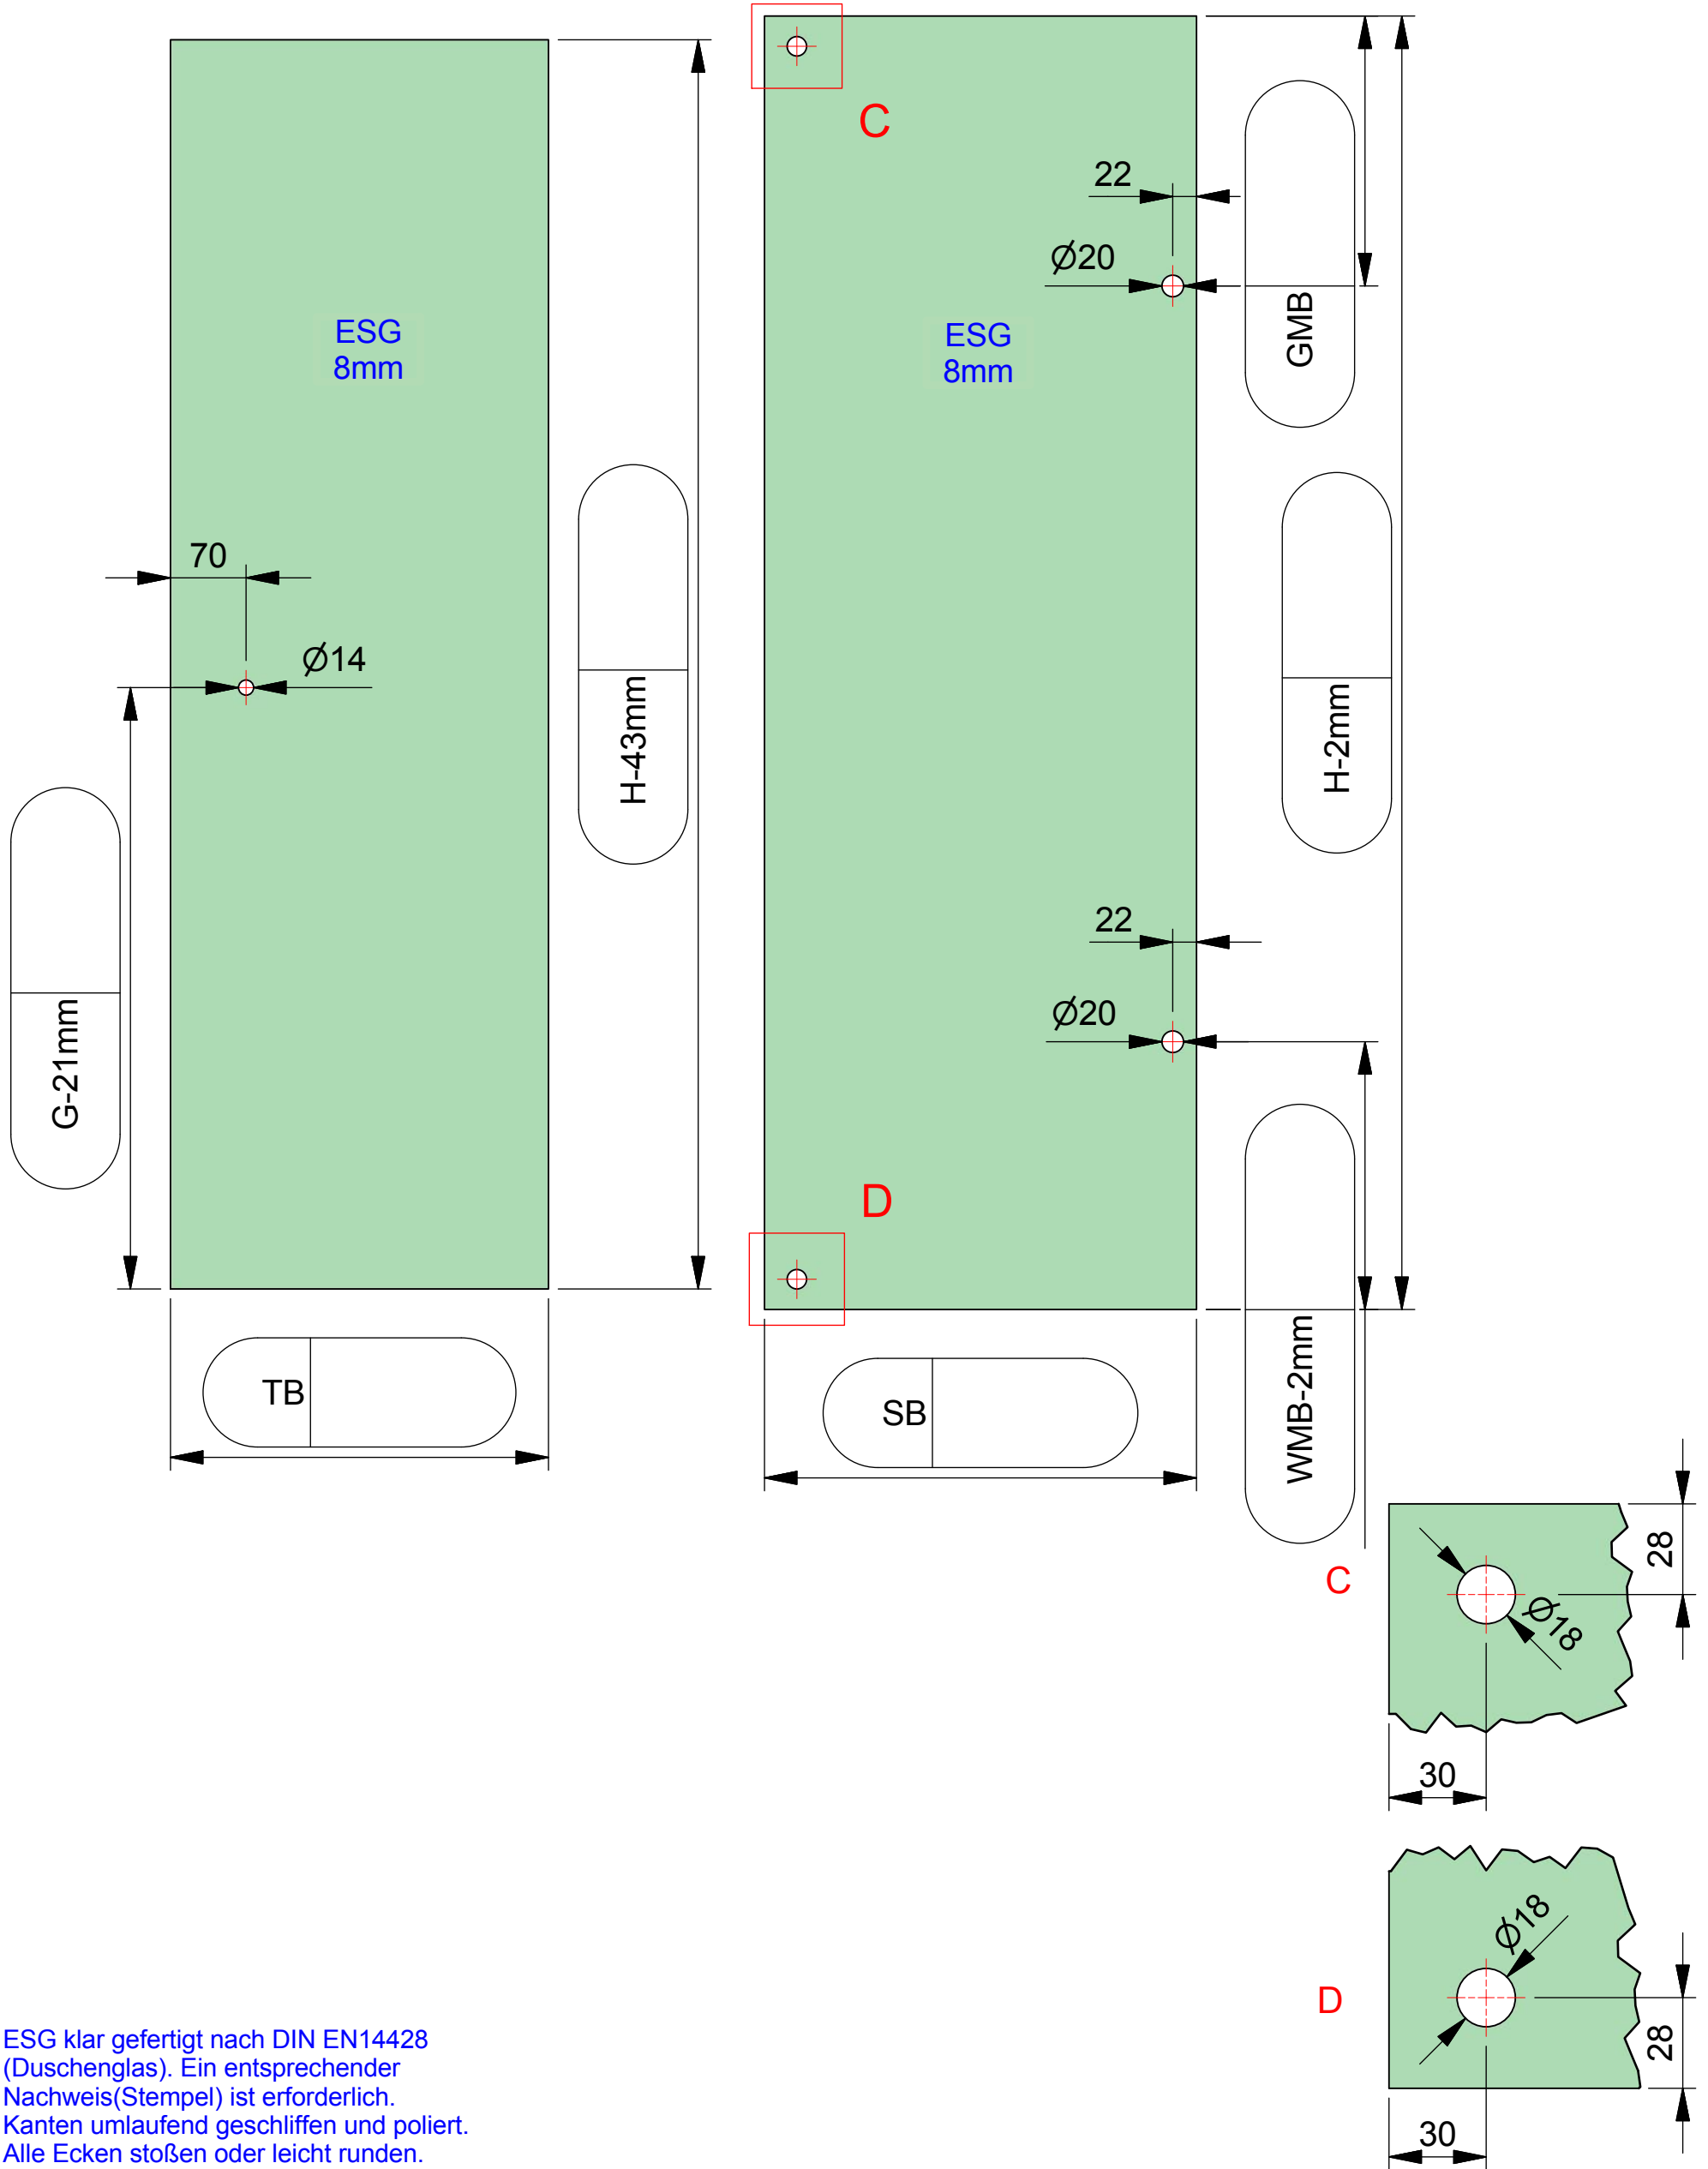 C
22
Ø20
GMB
ESG
8mm
ESG
8mm
70
Ø14
H-43mm
H-2mm
22
G-21mm
Ø20
D
TB
SB
WMB-2mm
C
28
Ø18
30
Ø18
D
28
30
ESG klar gefertigt nach DIN EN14428
(Duschenglas). Ein entsprechender
Nachweis(Stempel) ist erforderlich.
Kanten umlaufend geschliffen und poliert.
Alle Ecken stoßen oder leicht runden.